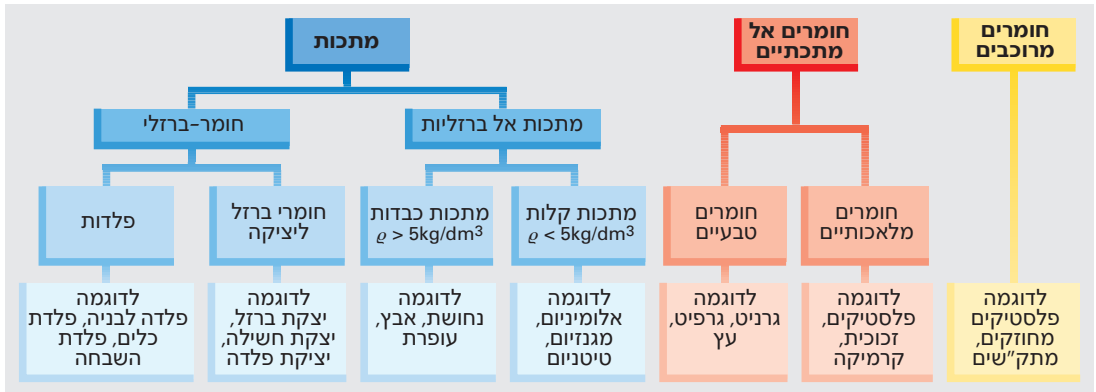 חומרים
מרוכבים
חומרים אל
מתכתיים
מתכות
מתכות אל ברזליות
חומר-ברזלי
חומרים
מלאכותיים
חומרים
טבעיים
מתכות קלות
ϱ < 5kg/dm³
מתכות כבדות
ϱ > 5kg/dm³
חומרי ברזל
ליציקה
פלדות
לדוגמה
פלסטיקים
מחוזקים,
מתק"שים
לדוגמה
פלסטיקים,
זכוכית,
קרמיקה
לדוגמה
גרניט, גרפיט,
עץ
לדוגמה
אלומיניום,
מגנזיום,
טיטניום
לדוגמה
נחושת, אבץ,
עופרת
לדוגמה
יצקת ברזל,
יצקת חשילה,
יציקת פלדה
לדוגמה
פלדה לבניה, פלדת
כלים, פלדת
השבחה